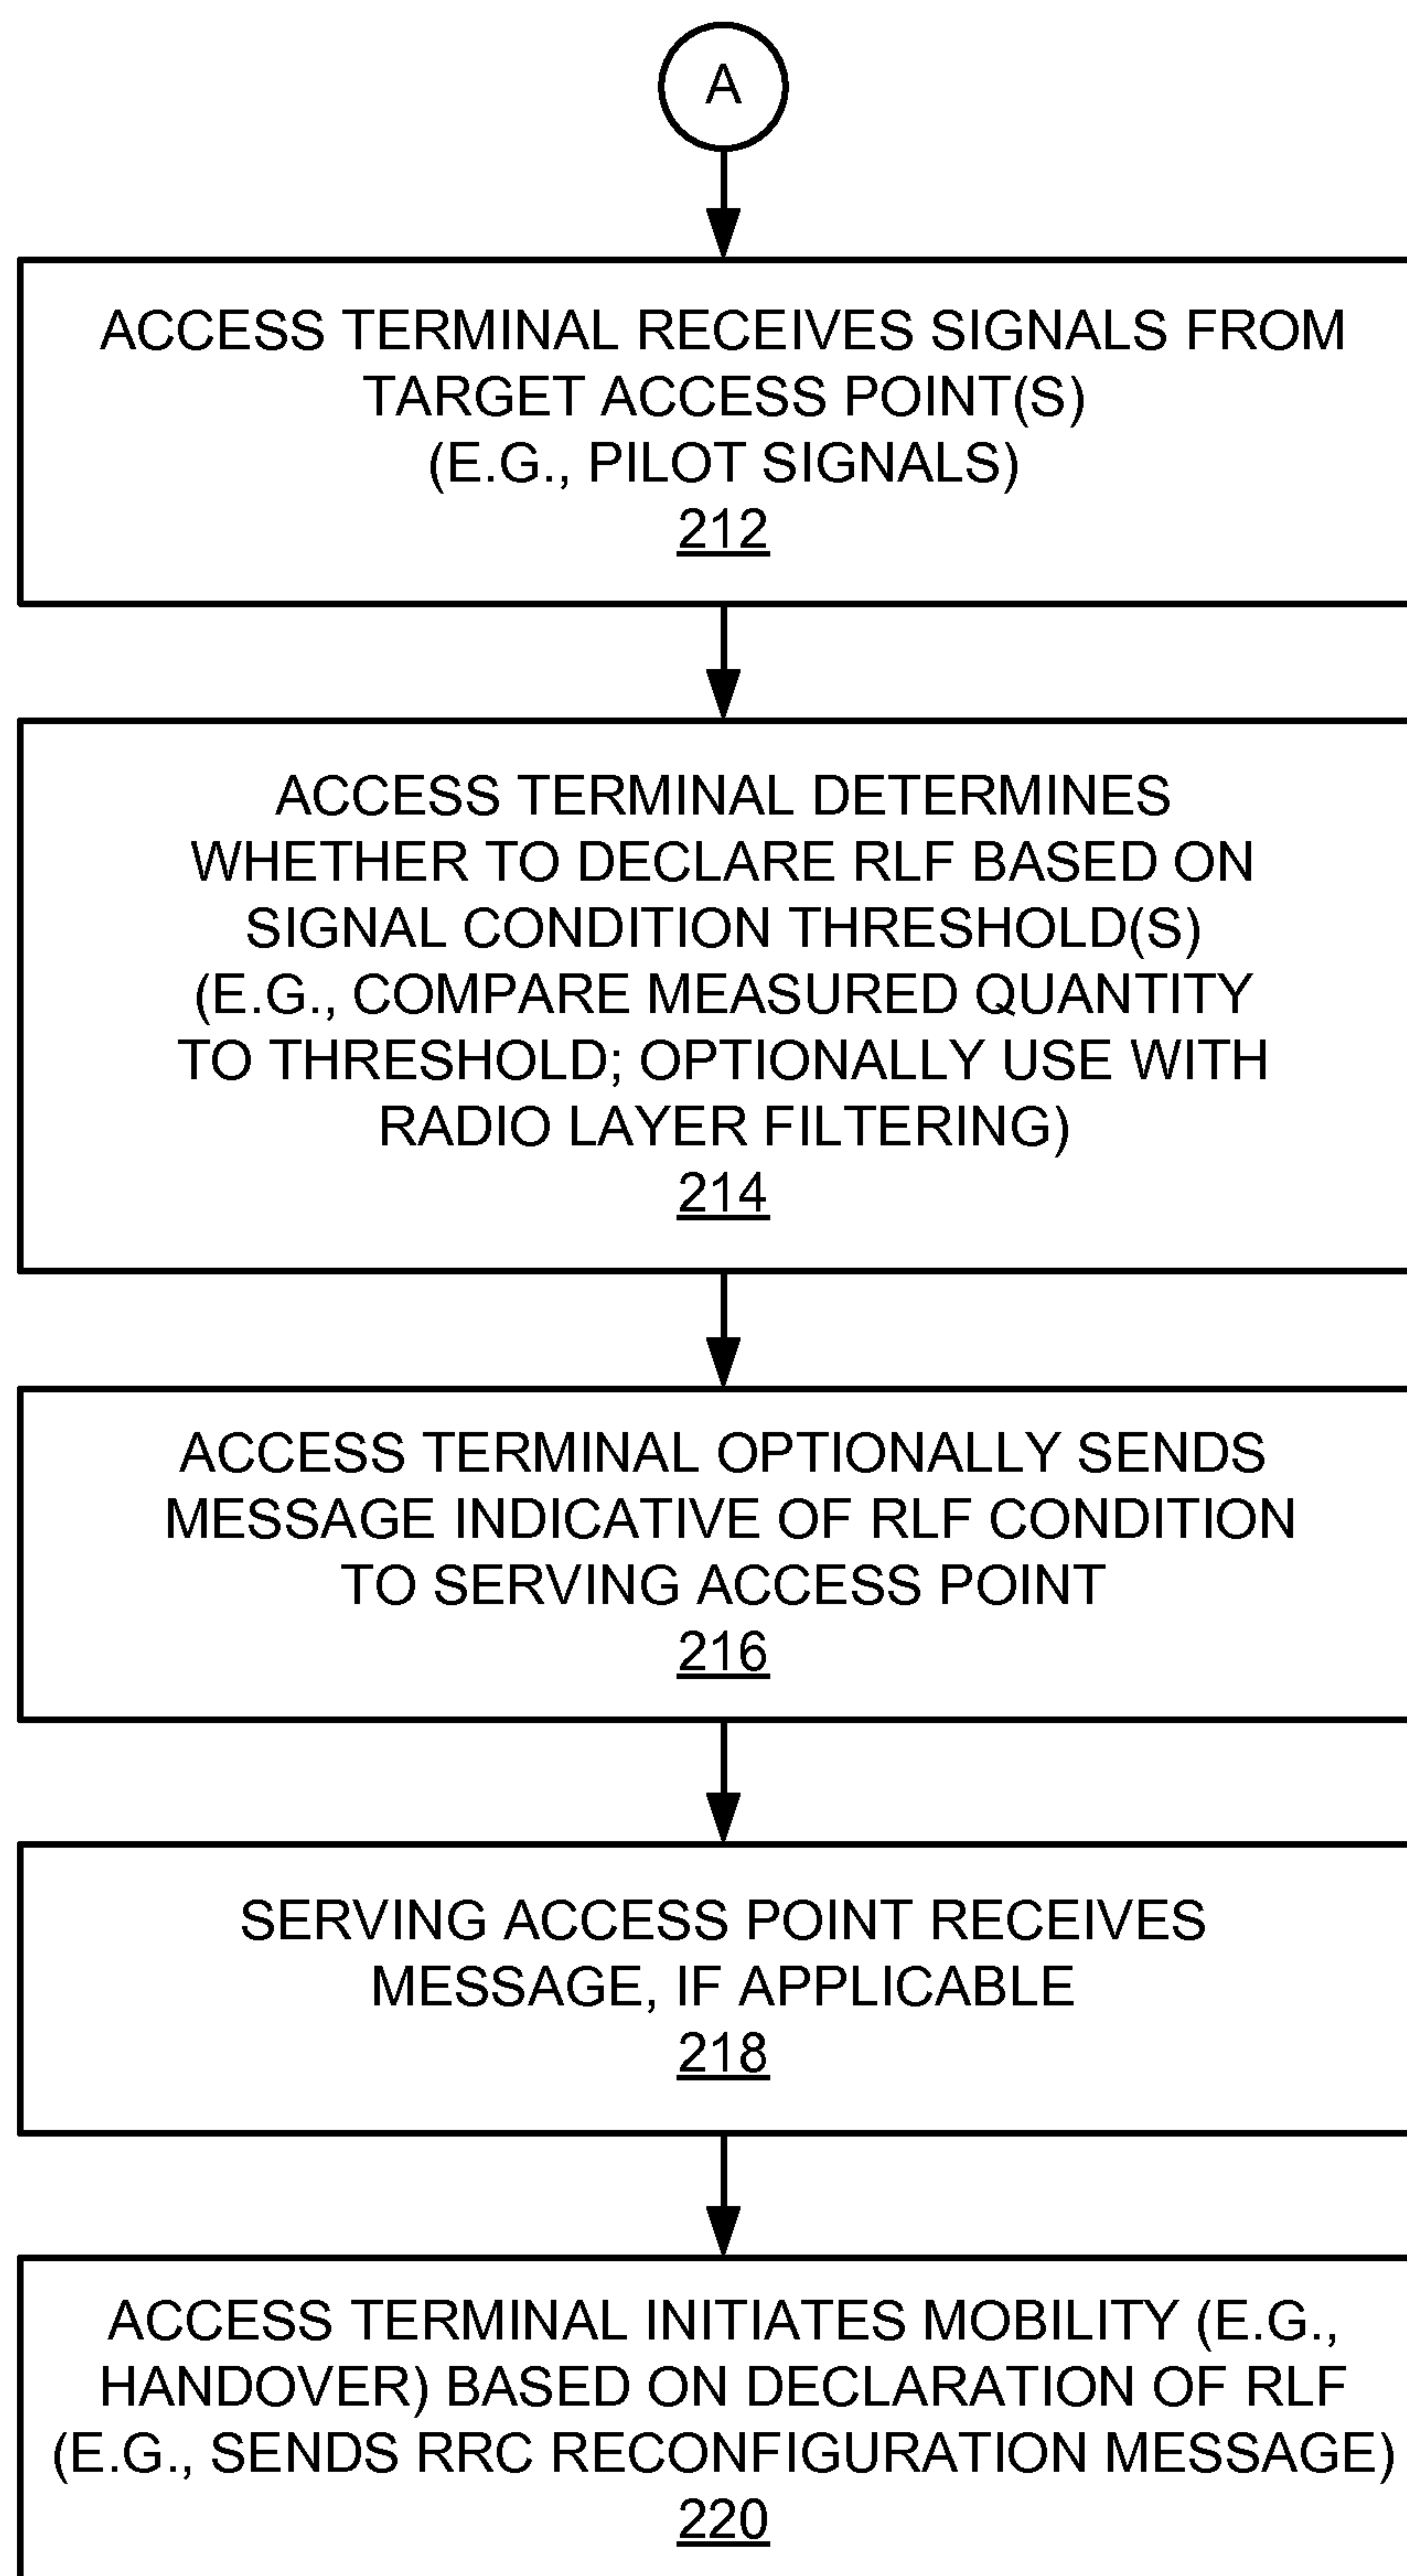 A
ACCESS TERMINAL RECEIVES SIGNALS FROM
TARGET ACCESS POINT(S)
(E.G., PILOT SIGNALS)
212
ACCESS TERMINAL DETERMINES
WHETHER TO DECLARE RLF BASED ON
SIGNAL CONDITION THRESHOLD(S)
(E.G., COMPARE MEASURED QUANTITY
TO THRESHOLD; OPTIONALLY USE WITH
RADIO LAYER FILTERING)
214
ACCESS TERMINAL OPTIONALLY SENDS
MESSAGE INDICATIVE OF RLF CONDITION
TO SERVING ACCESS POINT
216
SERVING ACCESS POINT RECEIVES
MESSAGE, IF APPLICABLE
218
ACCESS TERMINAL INITIATES MOBILITY (E.G.,
HANDOVER) BASED ON DECLARATION OF RLF
(E.G., SENDS RRC RECONFIGURATION MESSAGE)
220